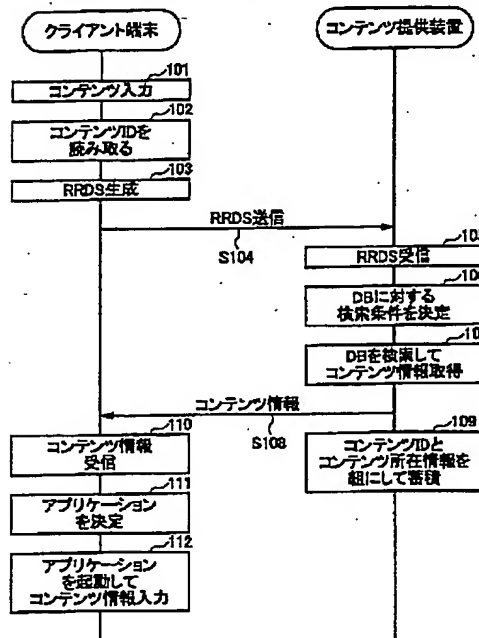 クライアント端末
コンテンツ提供装置
101
コンテンツ入力
102
コンテンツIDを
読み取る
103
RRDS生成
RRDS送信
S104
RRDS受信
DBに対する
検索条件を決定
DBを検索して
コンテンツ情報取得
コンテンツ情報
S108
110
コンテンツ情報
受信
109
コンテンツIDと
コンテンツ所在情報を
組にして蓄積
111
アプリケーション
を決定
112
アプリケーション
を起動して
コンテンツ情報入力